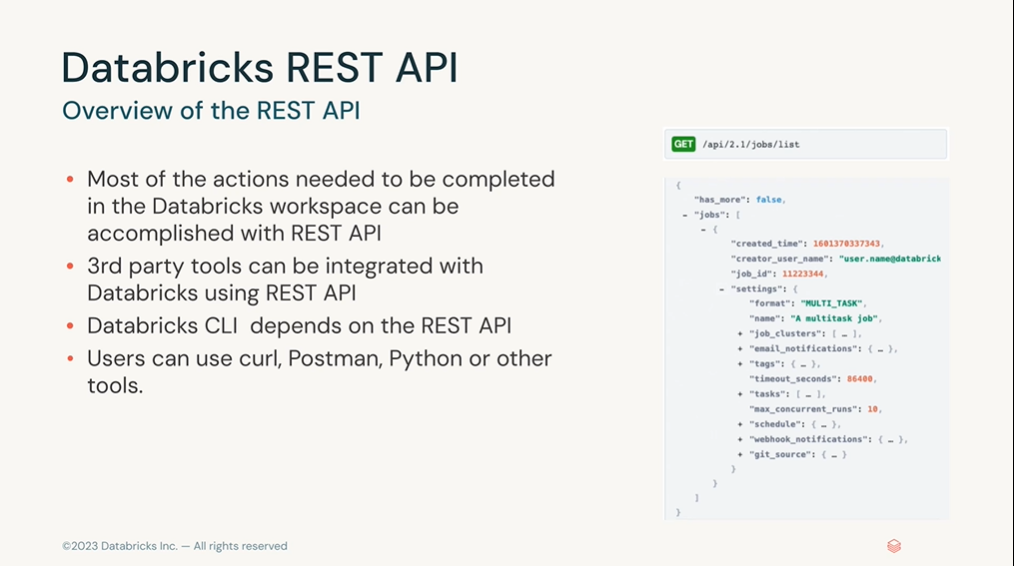 Databricks REST API
Overview of the REST API
• Most of the actions needed to be completed
in the Databricks workspace can be
accomplished with REST API
• 3rd party tools can be integrated with
Databricks using REST API
• Databricks CLI  depends on the REST API
• Users can use curl, Postman, Python or other
tools.
GET /api/2.1/jobs/list
{
"has_more": false,
- "jobs": [
- {
"created_time": 1601370337343,
"creator_user_name": "user.name@databrick
"job_id": 11223344,
- "settings": {
"format": "MULTI_TASK",
"name": "A multitask job",
+ "job_clusters": [ … ],
+ "email_notifications": { … },
+ "tags": { … },
"timeout_seconds": 86400,
+ "tasks": [ … ],
"max_concurrent_runs": 10,
+ "schedule": { … },
+ "webhook_notifications": { … },
+ "git_source": { … }
}
}
]
}
©2023 Databricks Inc. — All rights reserved